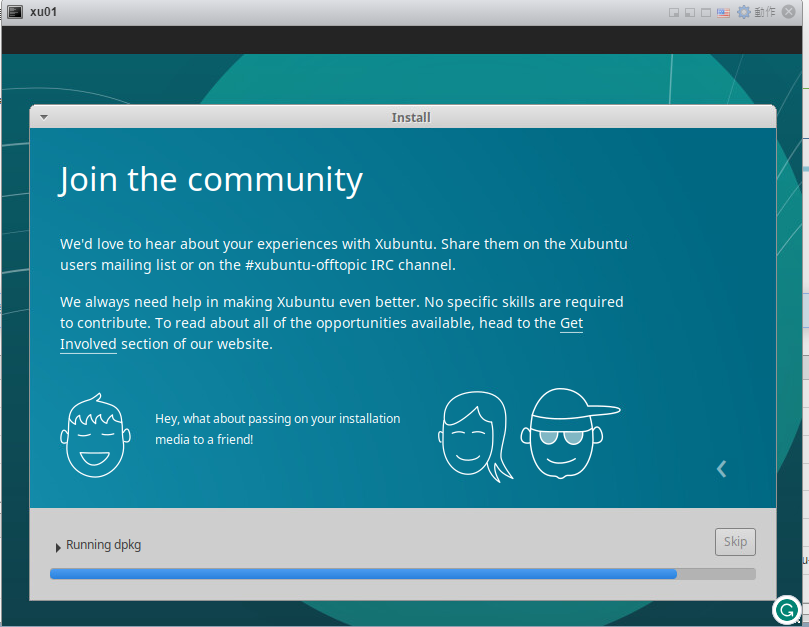 xu01
動作
Install
Join the community
We'd love to hear about your experiences with Xubuntu. Share them on the Xubuntu
users mailing list or on the #xubuntu-offtopic IRC channel.
We always need help in making Xubuntu even better. No specific skills are required
to contribute. To read about all of the opportunities available, head to the Get
Involved section of our website.
Hey, what about passing on your installation
media to a friend!
Running dpkg
Skip